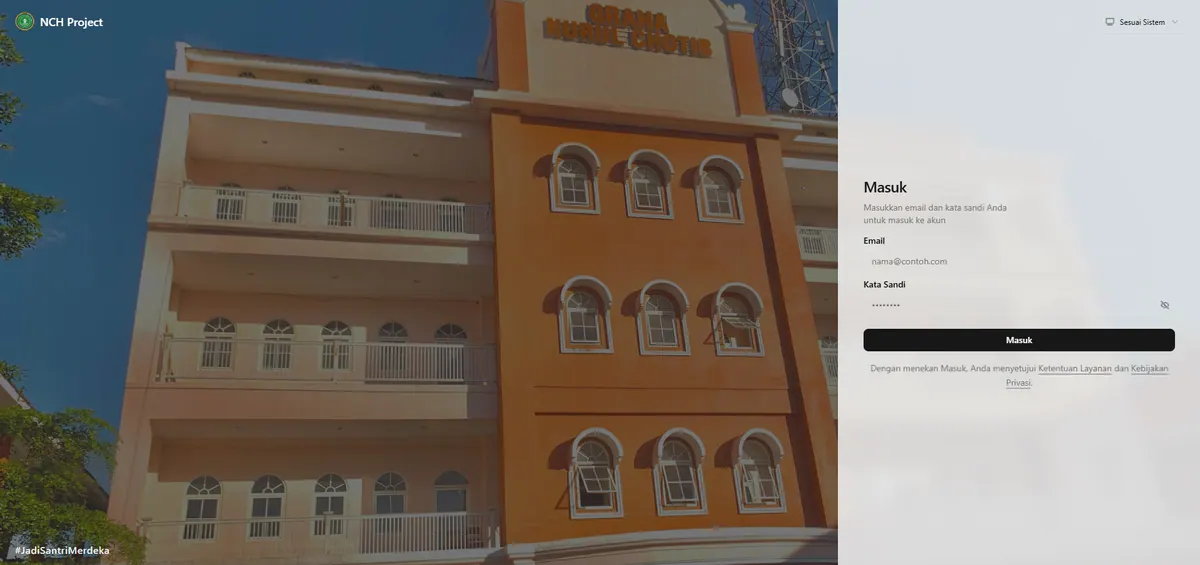 NCH Project
GRAHA
NURUL CHOTIB
Sesuai Sistem
Masuk
Masukkan email dan kata sandi Anda
untuk masuk ke akun
Email
nama@contoh.com
Kata Sandi
••••••••
Masuk
Dengan menekan Masuk, Anda menyetujui Ketentuan Layanan dan Kebijakan
Privasi.
#JadiSantriMerdeka